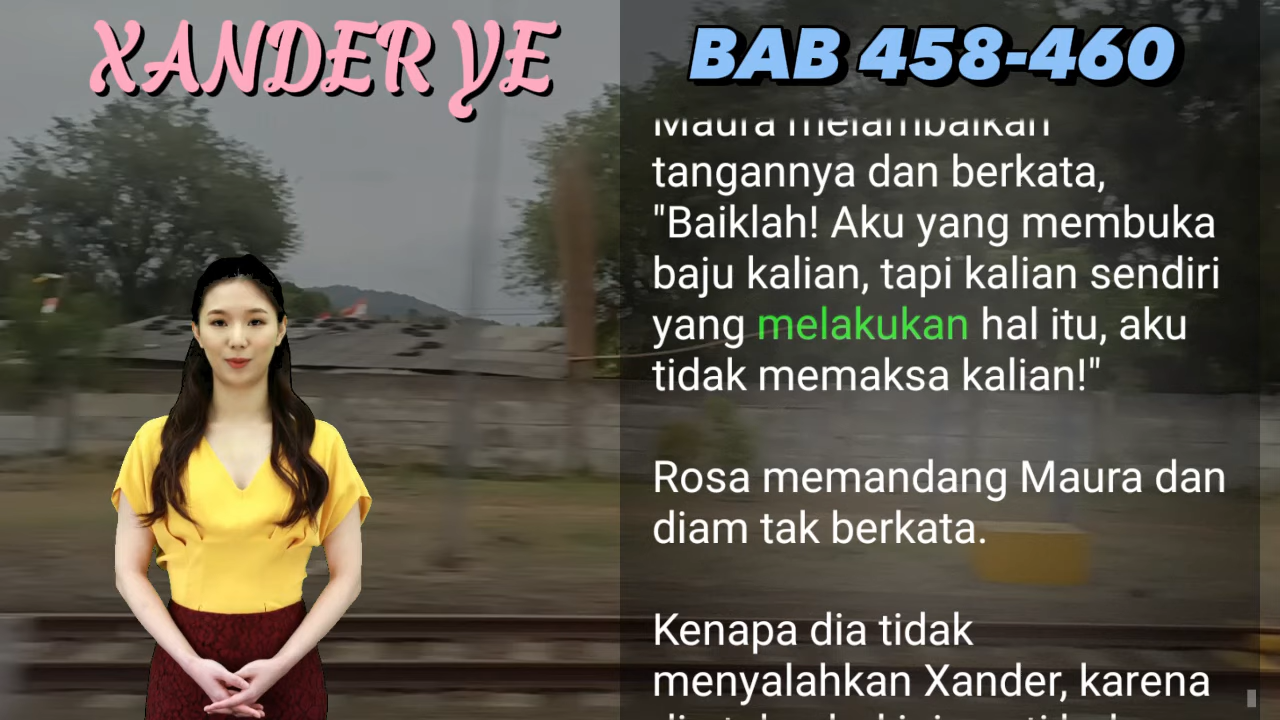 XANDER YE
BAB 458-460
Maura melambaikan
tangannya dan berkata,
"Baiklah! Aku yang membuka
baju kalian, tapi kalian sendiri
yang melakukan hal itu, aku
tidak memaksa kalian!"
Rosa memandang Maura dan
diam tak berkata.
Kenapa dia tidak
menyalahkan Xander, karena